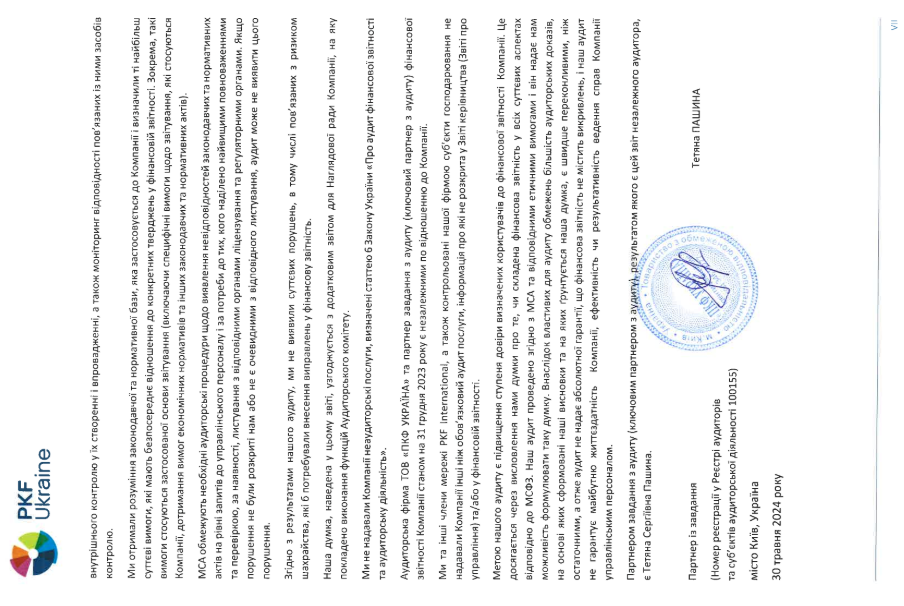 PKF
Ukraine
внутрішнього контролю у їх створенні і впровадженні, а також моніторинг відповідності пов'язаних із ними засобів
контролю.
Ми отримали розуміння законодавчої та нормативної бази, яка застосовується до Компанії і визначили ті найбільш
суттєві вимоги, які мають безпосереднє відношення до конкретних тверджень у фінансовій звітності. Зокрема, такі
вимоги стосуються застосованої основи звітування (включаючи специфічні вимоги щодо звітування, які стосуються
Компанії, дотримання вимог економічних нормативів та інших законодавчих та нормативних актів).
МСА обмежують необхідні аудиторські процедури щодо виявлення невідповідностей законодавчих та нормативних
актів на рівні запитів до управлінського персоналу і за потреби до тих, кого наділено найвищими повноваженнями
та перевіркою, за наявності, листування з відповідними органами ліцензування та регуляторними органами. Якщо
порушення не були розкриті нам або не є очевидними з відповідного листування, аудит може не виявити цього
порушення.
Згідно з результатами нашого аудиту, ми не виявили суттєвих порушень, в тому числі пов'язаних з ризиком
шахрайства, які б потребували внесення виправлень у фінансову звітність.
Наша думка, наведена у цьому звіті, узгоджується з додатковим звітом для Наглядової ради Компанії, на яку
покладено виконання функцій Аудиторського комітету.
Ми не надавали Компанії неаудиторські послуги, визначені статтею 6 Закону України «Про аудит фінансової звітності
та аудиторську діяльність».
Аудиторська фірма ТОВ «ПКФ УКРАЇНА» та партнер завдання з аудиту (ключовий партнер з аудиту) фінансової
звітності Компанії станом на 31 грудня 2023 року є незалежними по відношенню до Компанії.
Ми та інші члени мережі PKF International, а також контрольовані нашої фірмою суб'єкти господарювання не
надавали Компанії інші ніж обов'язковий аудит послуги, інформація про які не розкрита у Звіті керівництва (Звіті про
управління) та/або у фінансовій звітності.
Метою нашого аудиту є підвищення ступеня довіри визначених користувачів до фінансової звітності Компанії. Це
досягається через висловлення нами думки про те, чи складена фінансова звітність у всіх суттєвих аспектах
відповідно до МСФЗ. Наш аудит проведено згідно з МСА та відповідними етичними вимогами і він надає нам
можливість формулювати таку думку. Внаслідок властивих для аудиту обмежень більшість аудиторських доказів,
на основі яких сформовані наші висновки та на яких ґрунтується наша думка, є швидше переконливими, ніж
остаточними, а отже аудит не надає абсолютної гарантії, що фінансова звітність не містить викривлень, і наш аудит
не гарантує майбутню життєздатність Компанії, ефективність чи результативність ведення справ Компанії
управлінським персоналом.
Партнером завдання з аудиту (ключовим партнером з аудиту), результатом якого є цей звіт незалежного аудитора,
є Тетяна Сергіївна Пашина.
Партнер із завдання Тетяна ПАШИНА
(Номер реєстрації у Реєстрі аудиторів
та суб'єктів аудиторської діяльності 100155)
місто Київ, Україна
30 травня 2024 року
VII